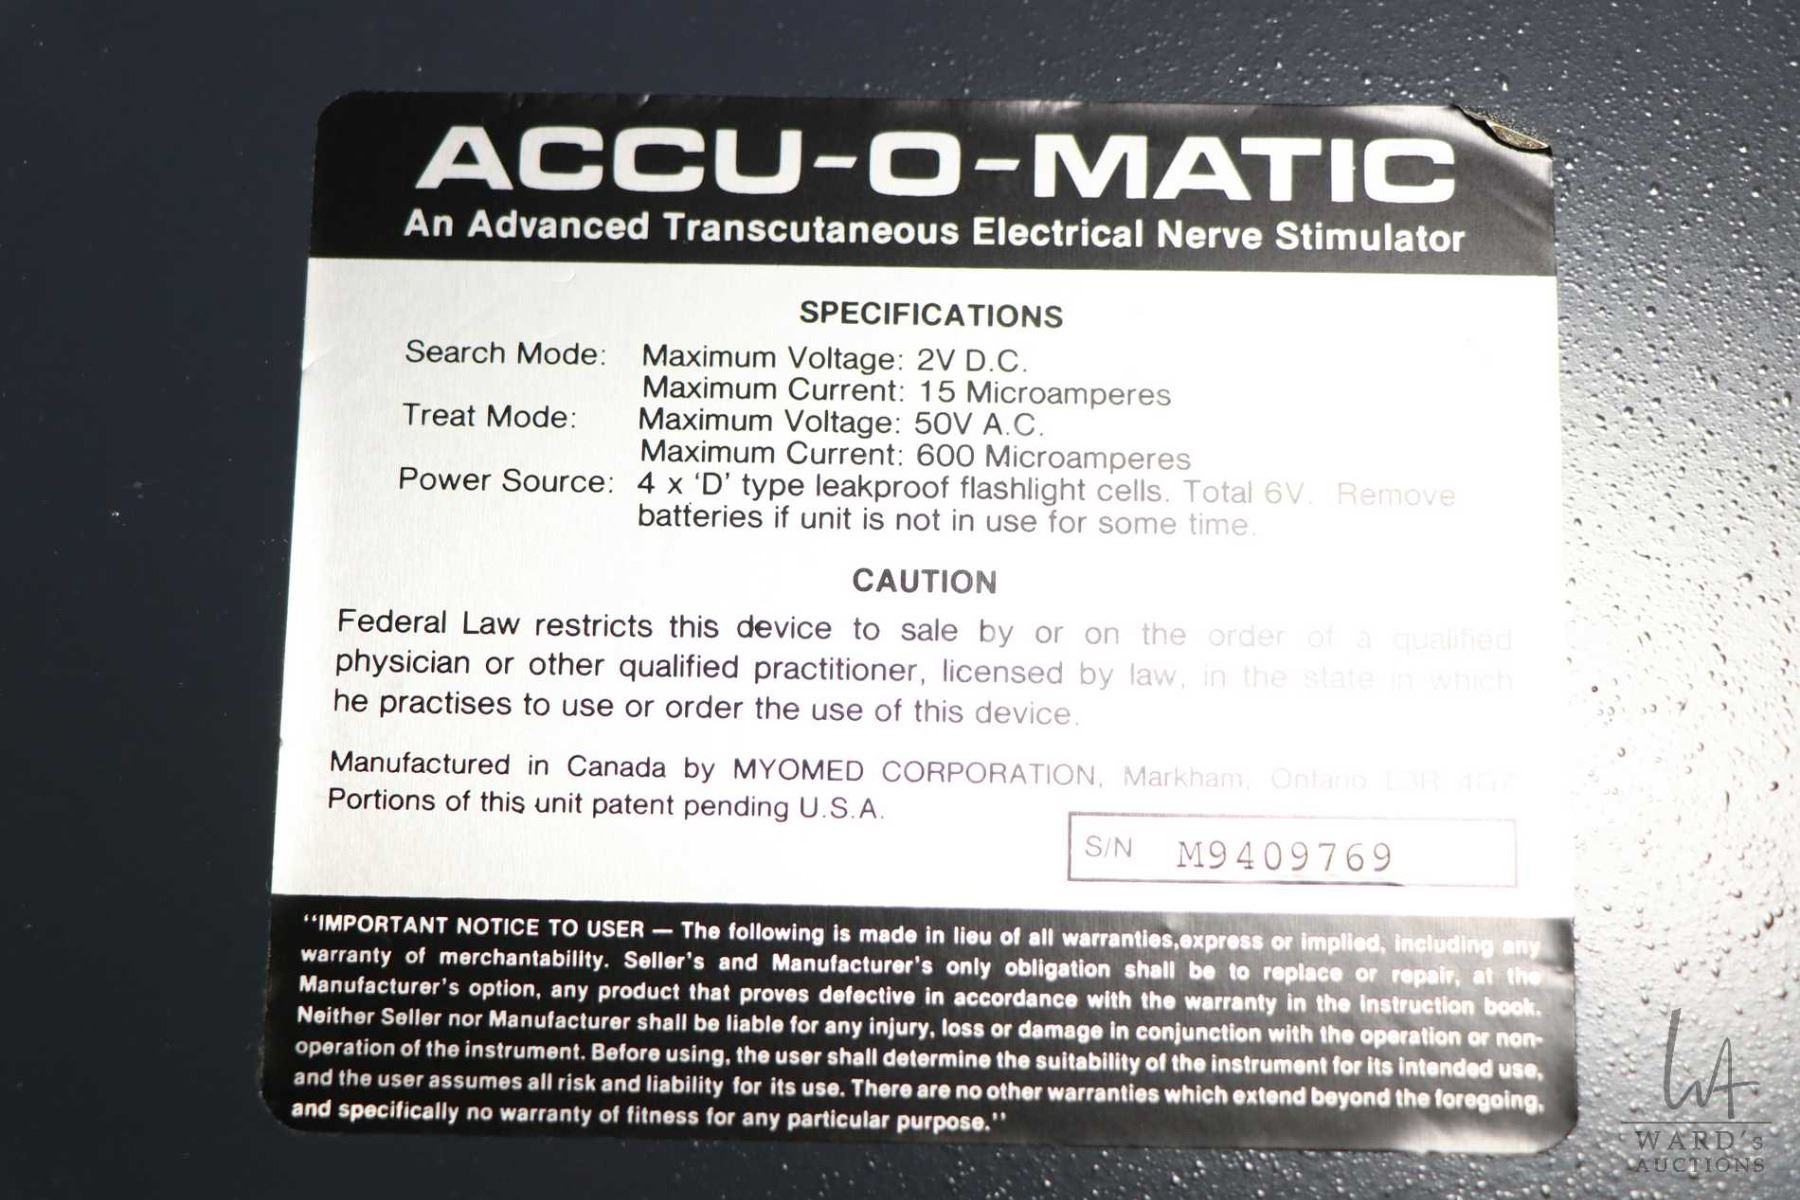 ACCU-O-MATIC
An Advanced Transcutaneous Electrical Nerve Stimulator
SPECIFICATIONS
Search Mode: Maximum Voltage: 2V D.C.
Maximum Current: 15 Microamperes
Treat Mode: Maximum Voltage: 50V A.C.
Maximum Current: 600 Microamperes
Power Source: 4 x 'D' type leakproof flashlight cells. Total 6V. Remove
batteries if unit is not in use for some time.
CAUTION
Federal Law restricts this device to sale by or on the order of a qualified
physician or other qualified practitioner, licensed by law, in the state in which
he practises to use or order the use of this device.
Manufactured in Canada by MYOMED CORPORATION, Markham, Ontario L3R
Portions of this unit patent pending U.S.A.
S/N M9409769
"IMPORTANT NOTICE TO USER — The following is made in lieu of all warranties,express or implied, including any
warranty of merchantability. Seller's and Manufacturer's only obligation shall be to replace or repair, at the
Manufacturer's option, any product that proves defective in accordance with the warranty in the instruction book.
Neither Seller nor Manufacturer shall be liable for any injury, loss or damage in conjunction with the operation or non-
operation of the instrument. Before using, the user shall determine the suitability of the instrument for its intended use,
and the user assumes all risk and liability for its use. There are no other warranties which extend beyond the foregoing,
and specifically no warranty of fitness for any particular purpose."
WARD's
AUCTIONS